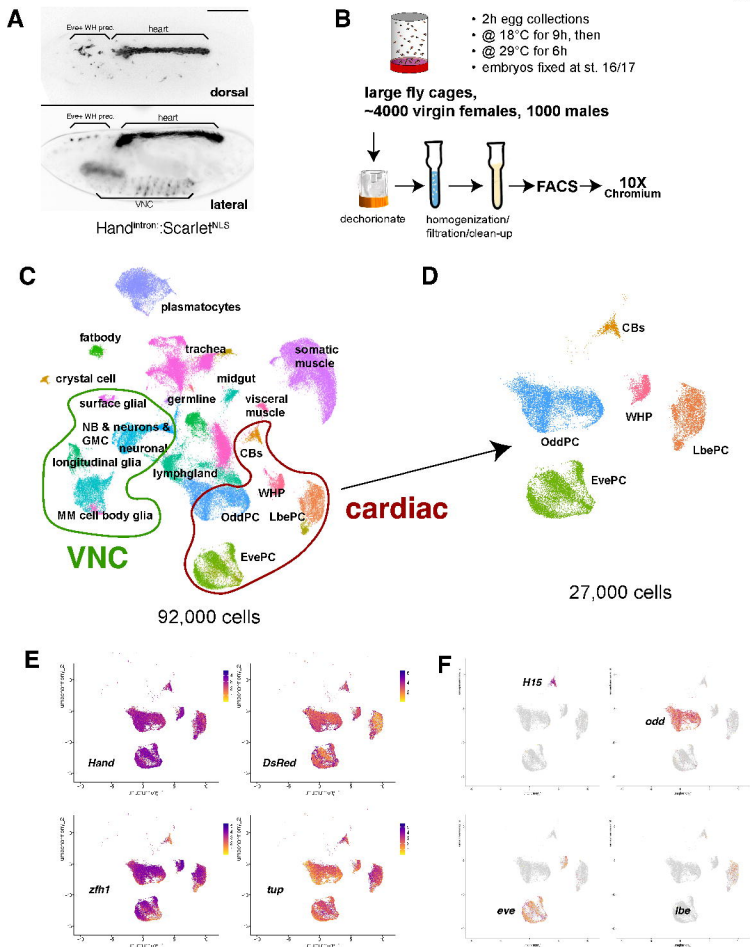 A
Eve+ WH prec.
heart
dorsal
Eve+ WH prec.
heart
VNC
lateral
Hand^intron::Scarlet^NLS
B
• 2h egg collections
• @ 18°C for 9h, then
• @ 29°C for 6h
• embryos fixed at st. 16/17
large fly cages,
~4000 virgin females, 1000 males
dechorionate
homogenization/
filtration/clean-up
FACS
10X
Chromium
C
plasmatocytes
fatbody
trachea
somatic
muscle
crystal cell
midgut
surface glial
germline
visceral
muscle
NB & neurons &
GMC
neuronal
CBs
longitudinal glia
lymphgland
WHP
MM cell body glia
OddPC
LbePC
cardiac
VNC
EvePC
92,000 cells
D
CBs
WHP
OddPC
LbePC
EvePC
27,000 cells
E
Hand
DsRed
zfh1
tup
F
H15
odd
eve
lbe